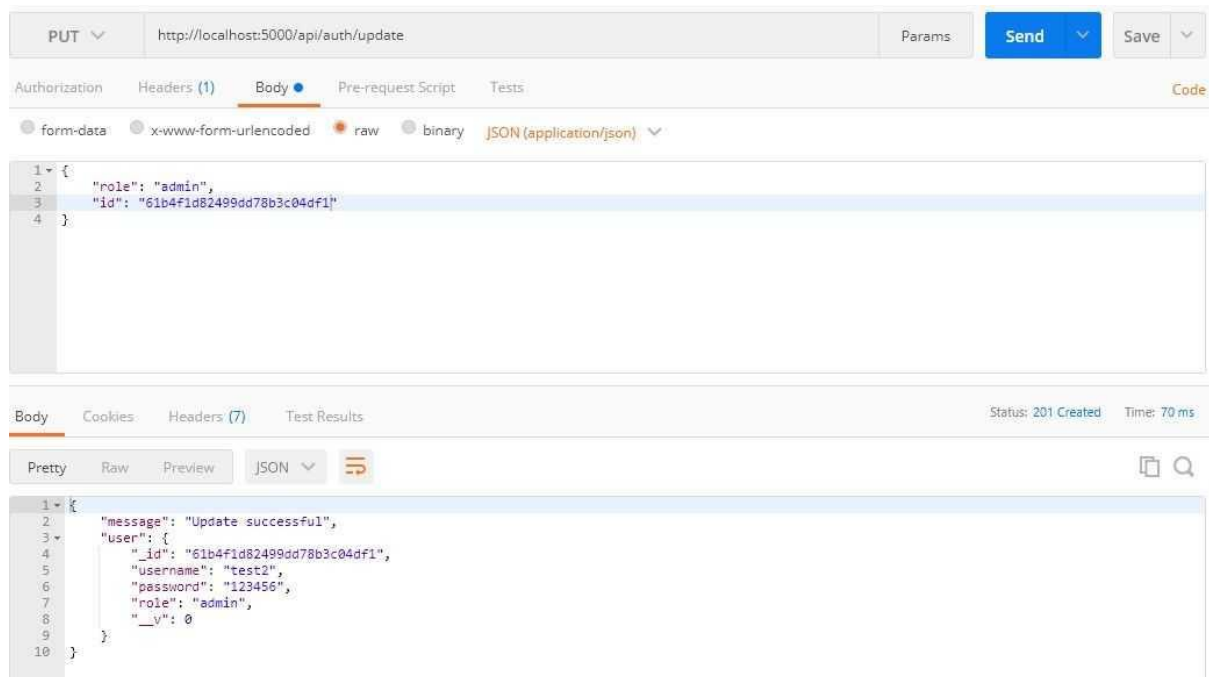 PUT http://localhost:5000/api/auth/update Params Send Save
Authorization Headers (1) Body Pre-request Script Tests Code
form-data x-www-form-urlencoded raw binary JSON (application/json)
1 {
2 "role": "admin",
3 "id": "61b4f1d82499dd78b3c04df1"
4 }
Body Cookies Headers (7) Test Results Status: 201 Created Time: 70 ms
Pretty Raw Preview JSON
1 {
2 "message": "Update successful",
3 "user": {
4 "_id": "61b4f1d82499dd78b3c04df1",
5 "username": "test2",
6 "password": "123456",
7 "role": "admin",
8 "__v": 0
9 }
10 }